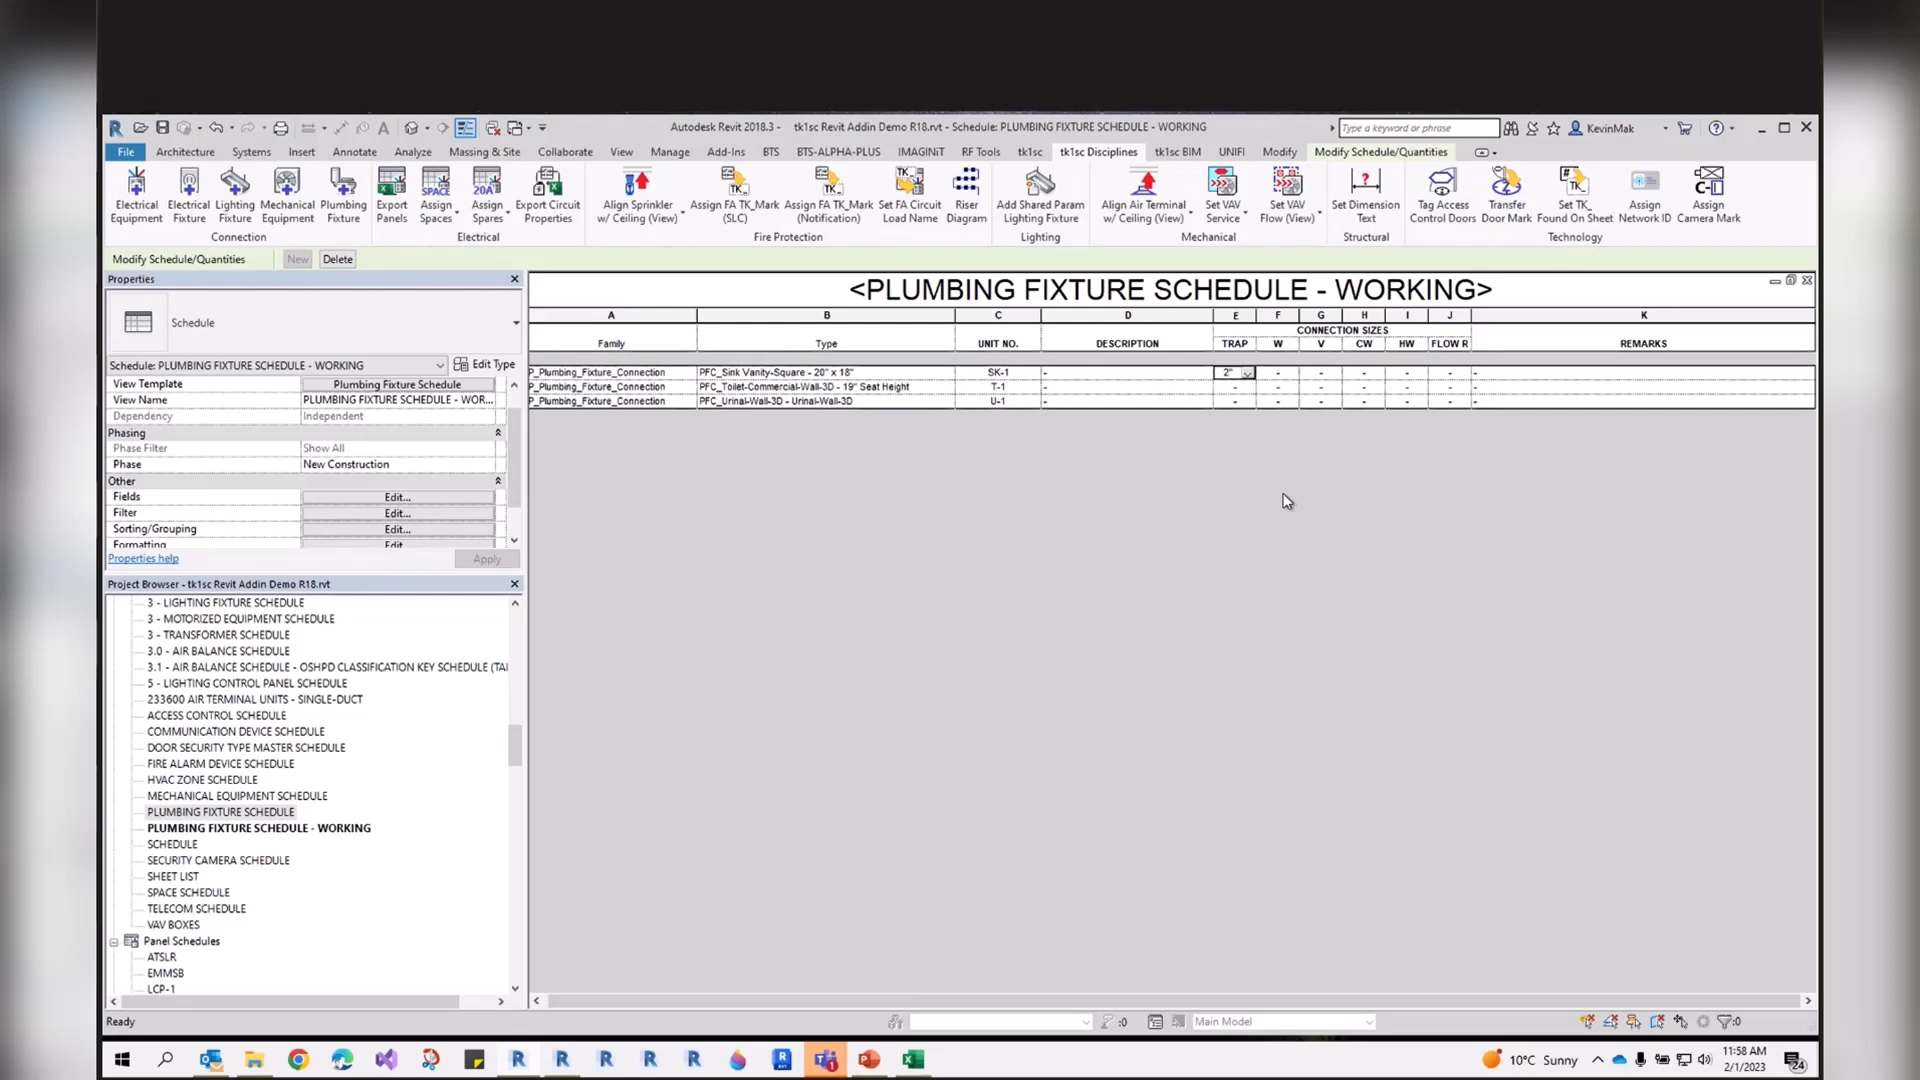 Autodesk Revit 2018.3 - tk1sc Revit Addin Demo R18.rvt - Schedule: PLUMBING FIXTURE SCHEDULE - WORKING
Type a keyword or phrase
KevinMak
File Architecture Systems Insert Annotate Analyze Massing & Site Collaborate View Manage Add-Ins BTS BTS-ALPHA-PLUS IMAGINiT RF Tools tk1sc tk1sc Disciplines tk1sc BIM UNIFI Modify Modify Schedule/Quantities
Electrical Equipment
Electrical Fixture
Lighting Fixture
Mechanical Equipment
Plumbing Fixture
Export Panels
Assign Spaces
Assign Spares
Export Circuit Properties
Align Sprinkler w/ Ceiling (View)
Assign FA TK_Mark (SLC)
Assign FA TK_Mark (Notification)
Set FA Circuit Load Name
Riser Diagram
Add Shared Param Lighting Fixture
Align Air Terminal w/ Ceiling (View)
Set VAV Service
Set VAV Flow (View)
Set Dimension Text
Tag Access Control Doors
Transfer Door Mark
Set TK_ Found On Sheet
Assign Network ID
Assign Camera Mark
Connection Electrical Fire Protection Lighting Mechanical Structural Technology
Modify Schedule/Quantities New Delete
Properties
Schedule
Schedule: PLUMBING FIXTURE SCHEDULE - WORKING Edit Type
View Template Plumbing Fixture Schedule
View Name PLUMBING FIXTURE SCHEDULE - WOR...
Dependency Independent
Phasing
Phase Filter Show All
Phase New Construction
Other
Fields Edit...
Filter Edit...
Sorting/Grouping Edit...
Formatting Edit
Properties help Apply
Project Browser - tk1sc Revit Addin Demo R18.rvt
3 - LIGHTING FIXTURE SCHEDULE
3 - MOTORIZED EQUIPMENT SCHEDULE
3 - TRANSFORMER SCHEDULE
3.0 - AIR BALANCE SCHEDULE
3.1 - AIR BALANCE SCHEDULE - OSHPD CLASSIFICATION KEY SCHEDULE (TAI
5 - LIGHTING CONTROL PANEL SCHEDULE
233600 AIR TERMINAL UNITS - SINGLE-DUCT
ACCESS CONTROL SCHEDULE
COMMUNICATION DEVICE SCHEDULE
DOOR SECURITY TYPE MASTER SCHEDULE
FIRE ALARM DEVICE SCHEDULE
HVAC ZONE SCHEDULE
MECHANICAL EQUIPMENT SCHEDULE
PLUMBING FIXTURE SCHEDULE
PLUMBING FIXTURE SCHEDULE - WORKING
SCHEDULE
SECURITY CAMERA SCHEDULE
SHEET LIST
SPACE SCHEDULE
TELECOM SCHEDULE
VAV BOXES
Panel Schedules
ATSLR
EMMSB
LCP-1
<PLUMBING FIXTURE SCHEDULE - WORKING>
A B C D E F G H I J K
CONNECTION SIZES
Family Type UNIT NO. DESCRIPTION TRAP W V CW HW FLOW R REMARKS
P_Plumbing_Fixture_Connection PFC_Sink Vanity-Square - 20" x 18" SK-1 - 2" - - - - - -
P_Plumbing_Fixture_Connection PFC_Toilet-Commercial-Wall-3D - 19" Seat Height T-1 - - - - - - - -
P_Plumbing_Fixture_Connection PFC_Urinal-Wall-3D - Urinal-Wall-3D U-1 - - - - - - - -
Ready :0 Main Model :0
10°C Sunny
11:58 AM
2/1/2023
24